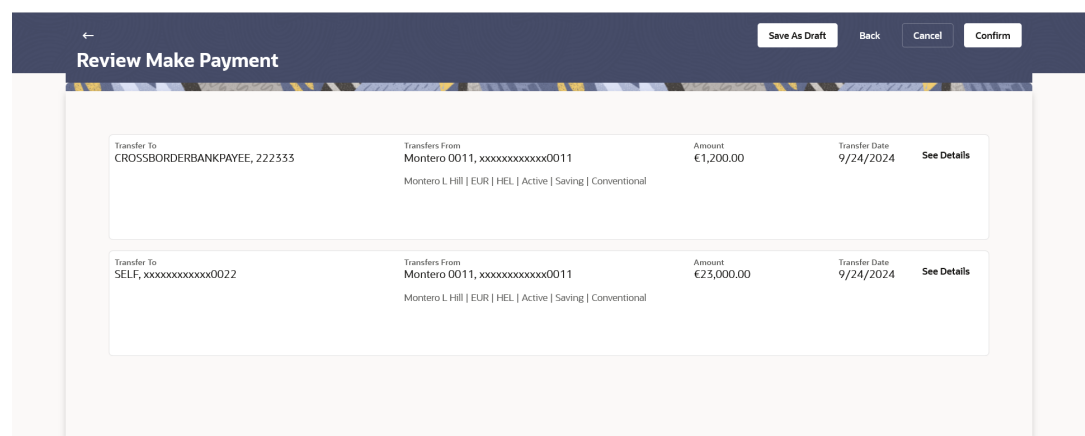 ←
Save As Draft Back Cancel Confirm
Review Make Payment
Transfer To Transfers From Amount Transfer Date
CROSSBORDERBANKPAYEE, 222333 Montero 0011, xxxxxxxxxxxx0011 €1,200.00 9/24/2024 See Details
Montero L Hill | EUR | HEL | Active | Saving | Conventional
Transfer To Transfers From Amount Transfer Date
SELF, xxxxxxxxxxxx0022 Montero 0011, xxxxxxxxxxxx0011 €23,000.00 9/24/2024 See Details
Montero L Hill | EUR | HEL | Active | Saving | Conventional